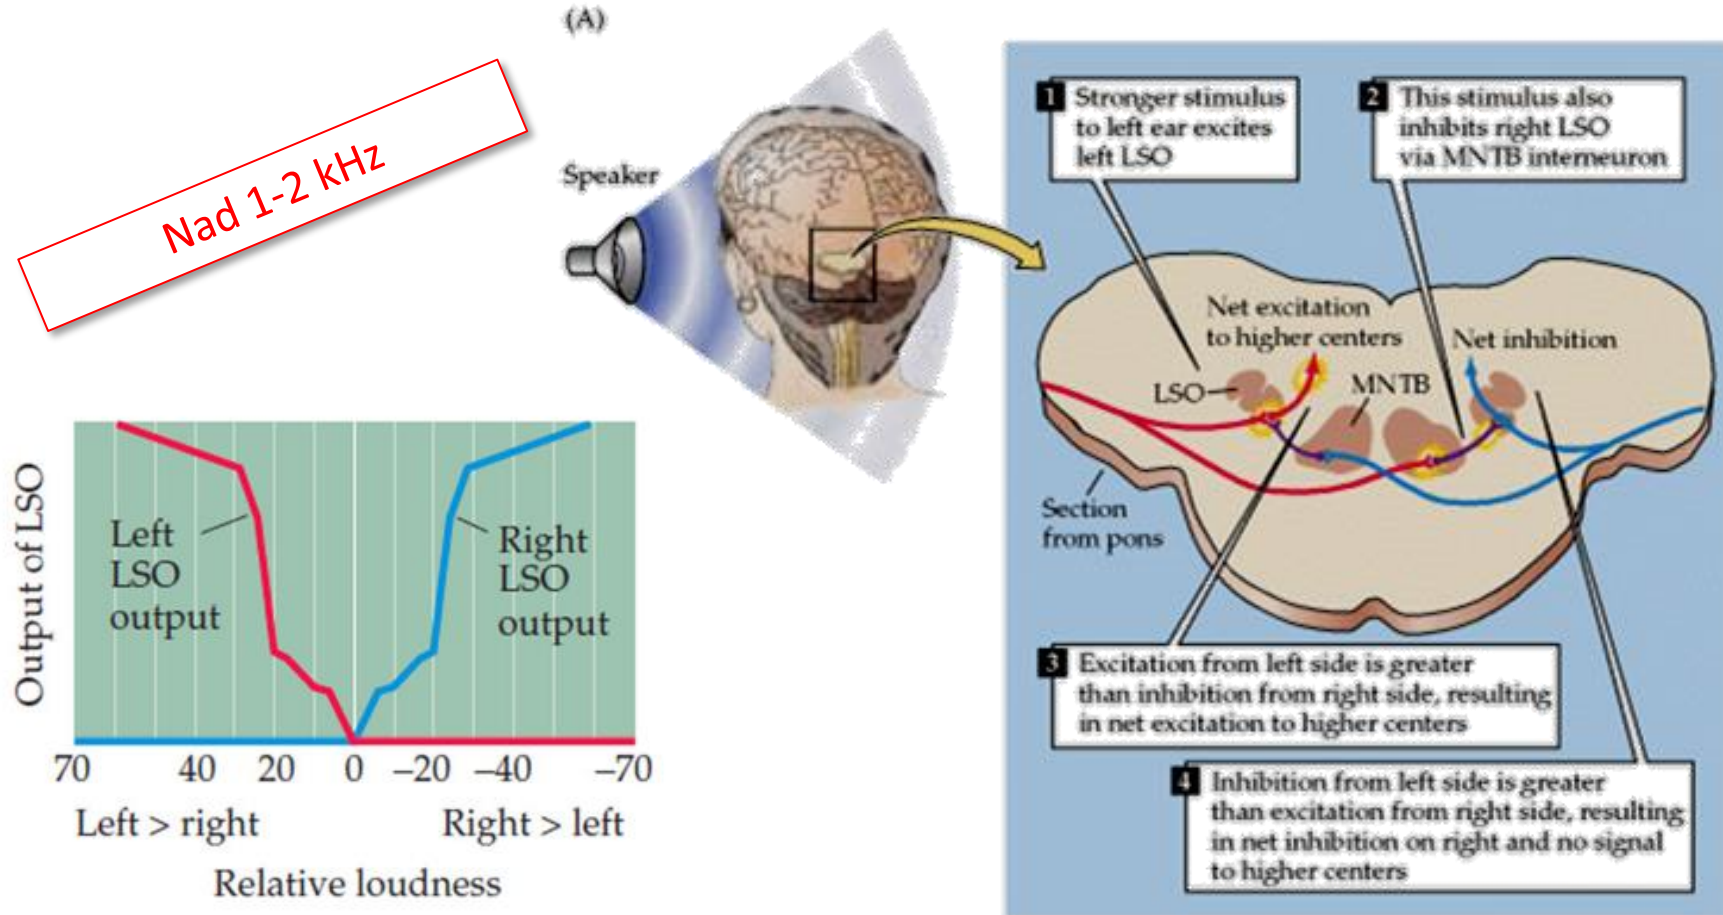 (A)
Nad 1-2 kHz
Speaker
1 Stronger stimulus
to left ear excites
left LSO
2 This stimulus also
inhibits right LSO
via MNTB interneuron
Net excitation
to higher centers
Net inhibition
LSO
MNTB
Section
from pons
3 Excitation from left side is greater
than inhibition from right side, resulting
in net excitation to higher centers
4 Inhibition from left side is greater
than excitation from right side, resulting
in net inhibition on right and no signal
to higher centers
Output of LSO
Left
LSO
output
Right
LSO
output
70 40 20 0 –20 –40 –70
Left > right Right > left
Relative loudness